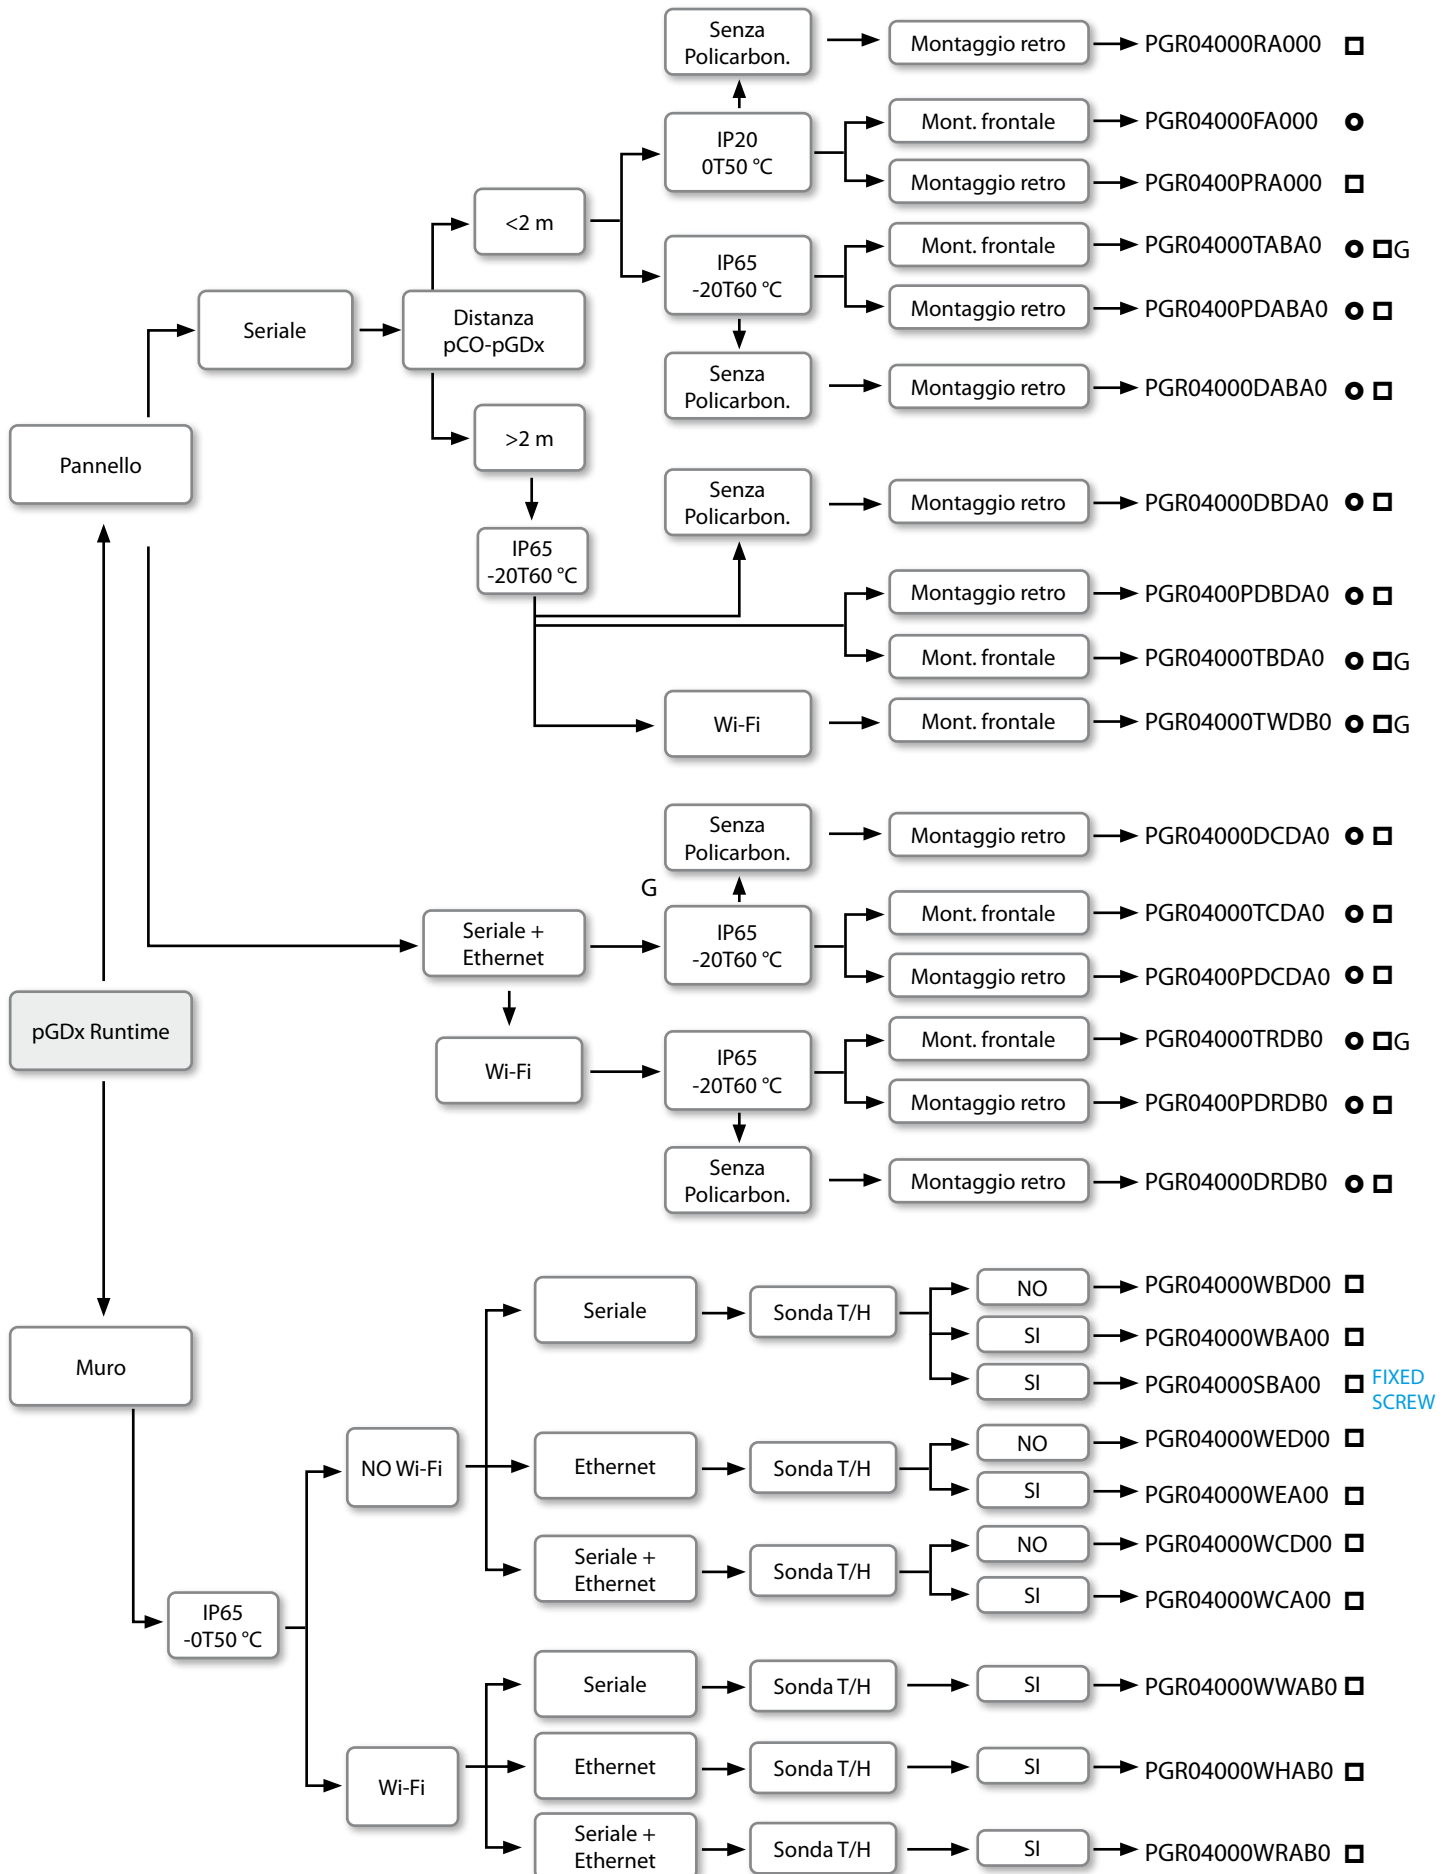 Senza
Policarbon.
Montaggio retro
PGR04000RA000
IP20
0T50 °C
Mont. frontale
PGR04000FA000
Montaggio retro
PGR0400PRA000
<2 m
IP65
-20T60 °C
Mont. frontale
PGR04000TABA0
G
Montaggio retro
PGR0400PDABA0
Seriale
Distanza
pCO-pGDx
Senza
Policarbon.
Montaggio retro
PGR04000DABA0
Pannello
>2 m
Senza
Policarbon.
Montaggio retro
PGR04000DBDA0
IP65
-20T60 °C
Montaggio retro
PGR0400PDBDA0
Mont. frontale
PGR04000TBDA0
G
Wi-Fi
Mont. frontale
PGR04000TWDB0
G
Senza
Policarbon.
Montaggio retro
PGR04000DCDA0
G
Seriale +
Ethernet
IP65
-20T60 °C
Mont. frontale
PGR04000TCDA0
Montaggio retro
PGR0400PDCDA0
pGDx Runtime
Wi-Fi
IP65
-20T60 °C
Mont. frontale
PGR04000TRDB0
G
Montaggio retro
PGR0400PDRDB0
Senza
Policarbon.
Montaggio retro
PGR04000DRDB0
Muro
Seriale
Sonda T/H
NO
PGR04000WBD00
SI
PGR04000WBA00
SI
PGR04000SBA00
FIXED
SCREW
NO Wi-Fi
Ethernet
Sonda T/H
NO
PGR04000WED00
SI
PGR04000WEA00
Seriale +
Ethernet
Sonda T/H
NO
PGR04000WCD00
SI
PGR04000WCA00
IP65
-0T50 °C
Seriale
Sonda T/H
SI
PGR04000WWAB0
Wi-Fi
Ethernet
Sonda T/H
SI
PGR04000WHAB0
Seriale +
Ethernet
Sonda T/H
SI
PGR04000WRAB0